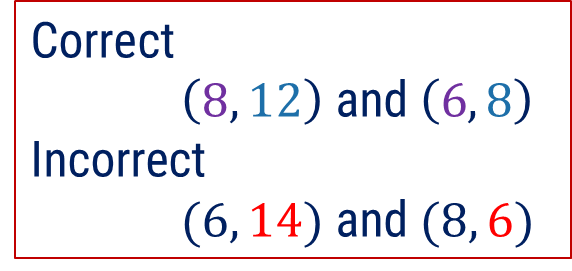 Correct
(8, 12) and (6, 8)
Incorrect
(6, 14) and (8, 6)